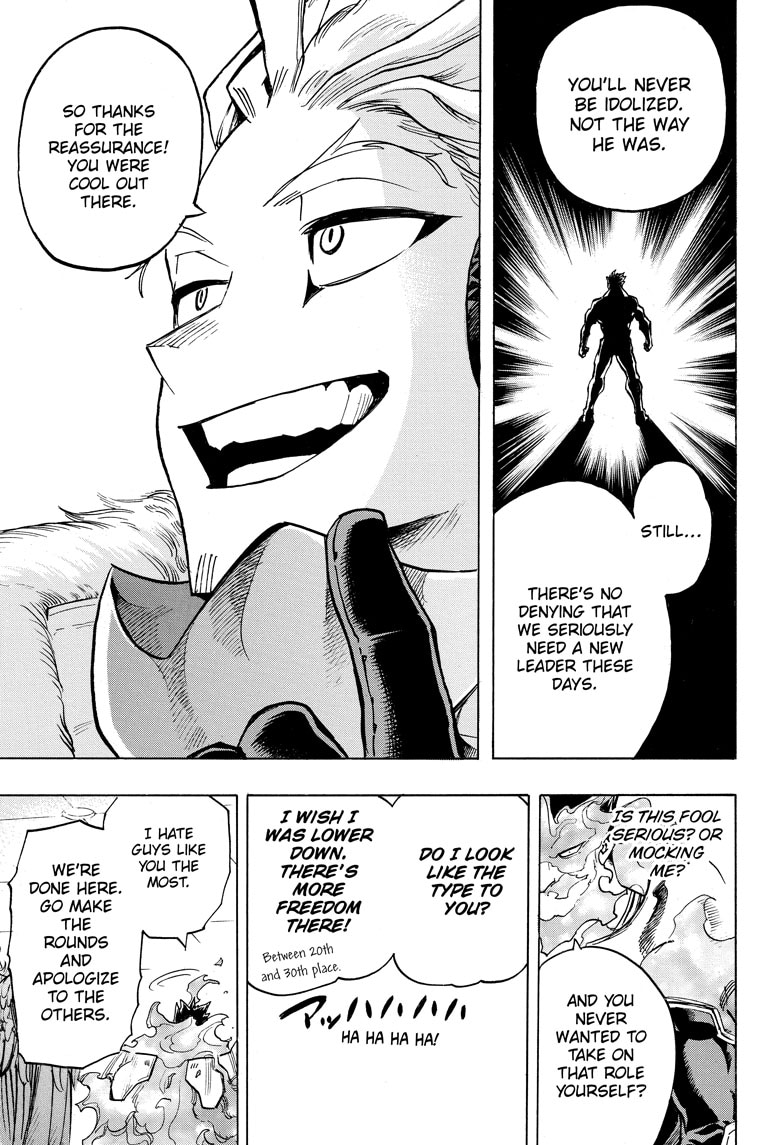 YOU'LL NEVER
BE IDOLIZED.
NOT THE WAY
HE WAS.
STILL...
THERE'S NO
DENYING THAT
WE SERIOUSLY
NEED A NEW
LEADER THESE
DAYS.
SO THANKS
FOR THE
REASSURANCE!
YOU WERE
COOL OUT
THERE.
IS THIS FOOL
SERIOUS? OR
MOCKING
ME?
AND YOU
NEVER
WANTED TO
TAKE ON
THAT ROLE
YOURSELF?
DO I LOOK
LIKE THE
TYPE TO
YOU?
I WISH I
WAS LOWER
DOWN.
THERE'S
MORE
FREEDOM
THERE!
Between 20th
and 30th place.
アッハハハハ
HA HA HA HA!
I HATE
GUYS LIKE
YOU THE
MOST.
WE'RE
DONE HERE.
GO MAKE
THE
ROUNDS
AND
APOLOGIZE
TO THE
OTHERS.